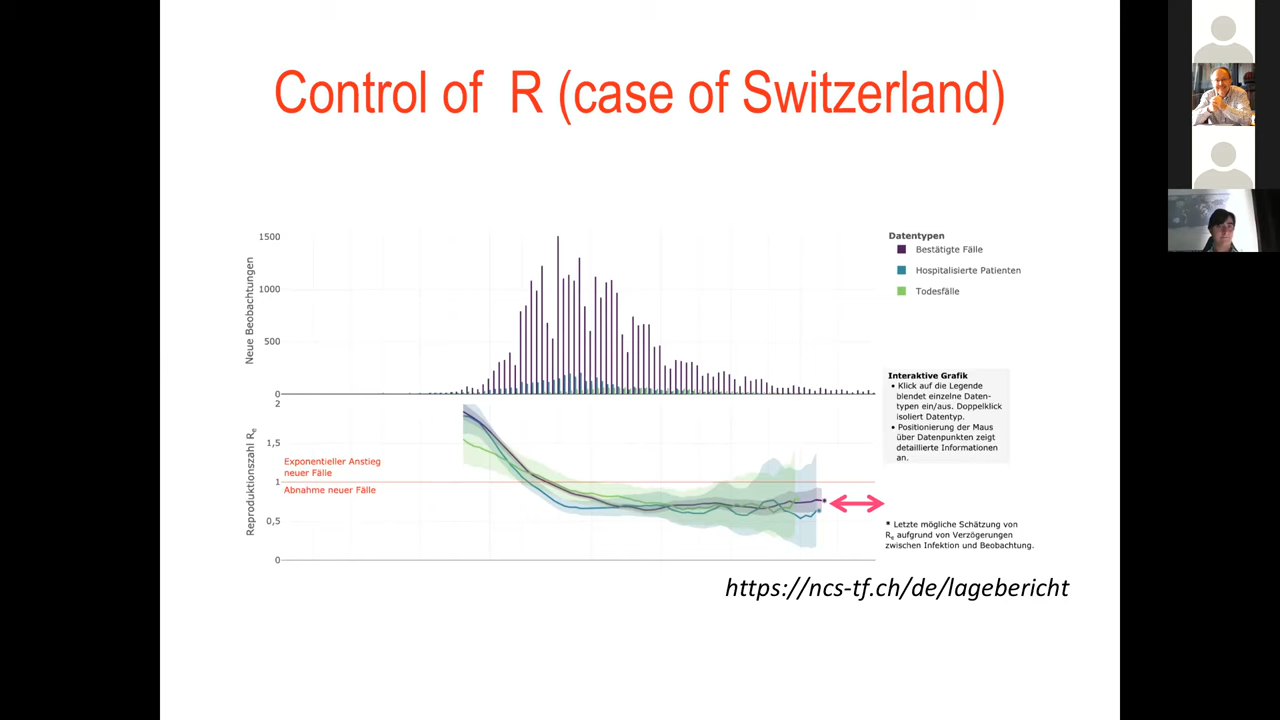 Control of R (case of Switzerland)
Neue Beobachtungen
1500
1000
500
0
Datentypen
Bestätigte Fälle
Hospitalisierte Patienten
Todesfälle
Interaktive Grafik
• Klick auf die Legende
blendet einzelne Daten-
typen ein/aus. Doppelklick
isoliert Datentyp.
• Positionierung der Maus
über Datenpunkten zeigt
detaillierte Informationen
an.
Reproduktionszahl Re
2
1,5
1
0,5
0
Exponentieller Anstieg
neuer Fälle
Abnahme neuer Fälle
* Letzte mögliche Schätzung von
Re aufgrund von Verzögerungen
zwischen Infektion und Beobachtung.
https://ncs-tf.ch/de/lagebericht